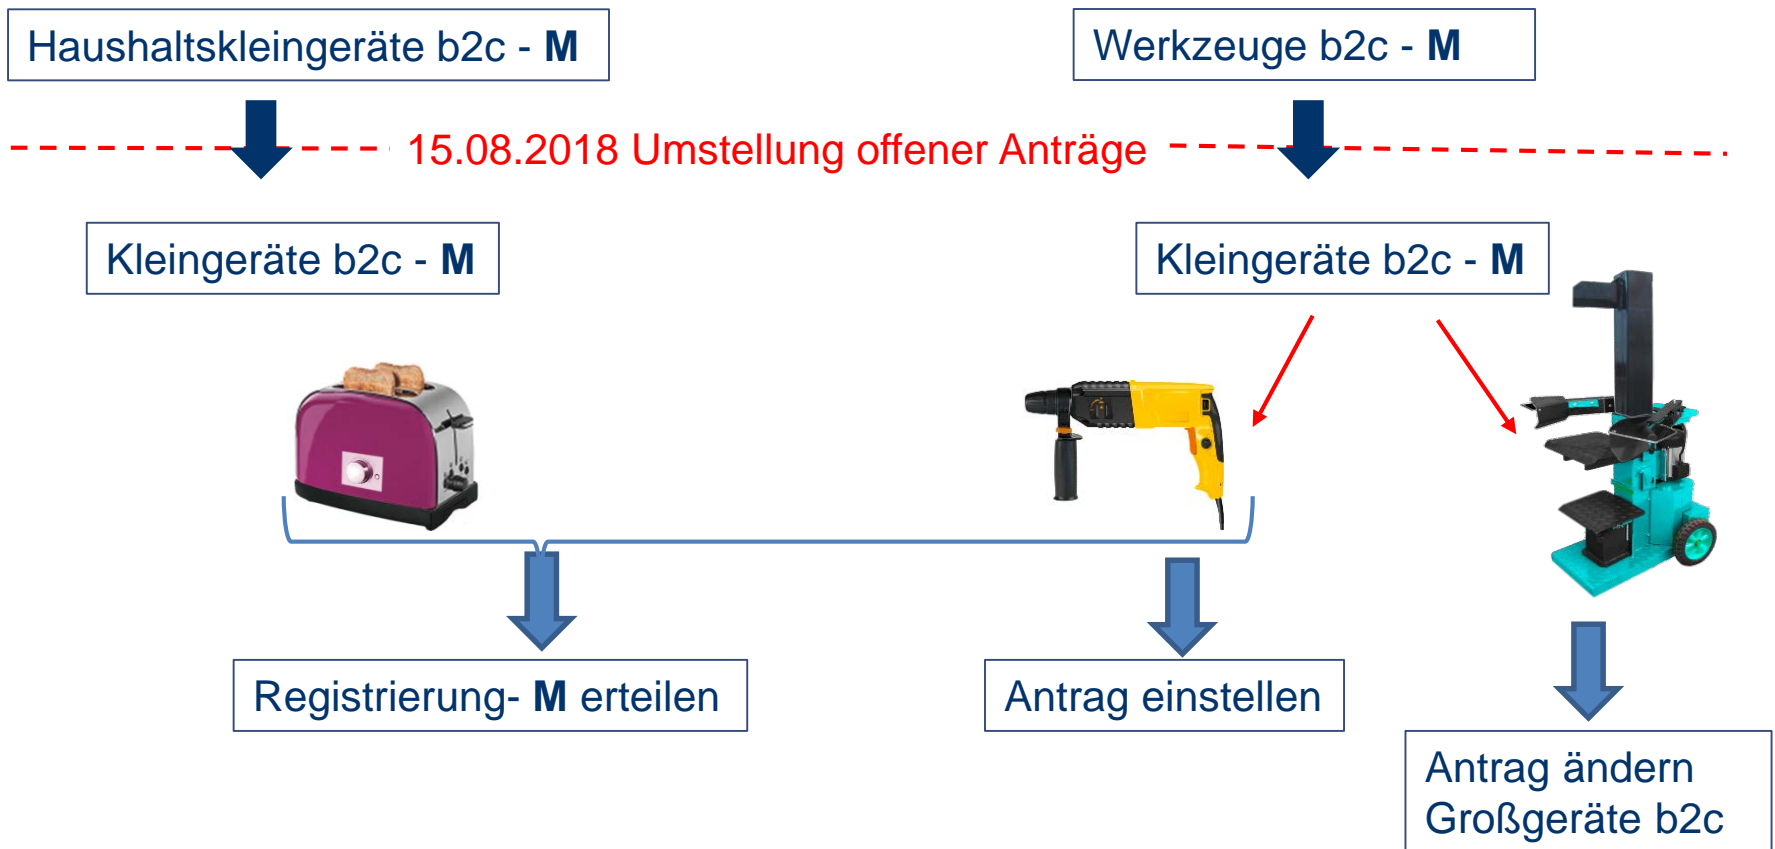 Haushaltskleingeräte b2c - M
Werkzeuge b2c - M
15.08.2018 Umstellung offener Anträge
Kleingeräte b2c - M
Kleingeräte b2c - M
Registrierung- M erteilen
Antrag einstellen
Antrag ändern
Großgeräte b2c